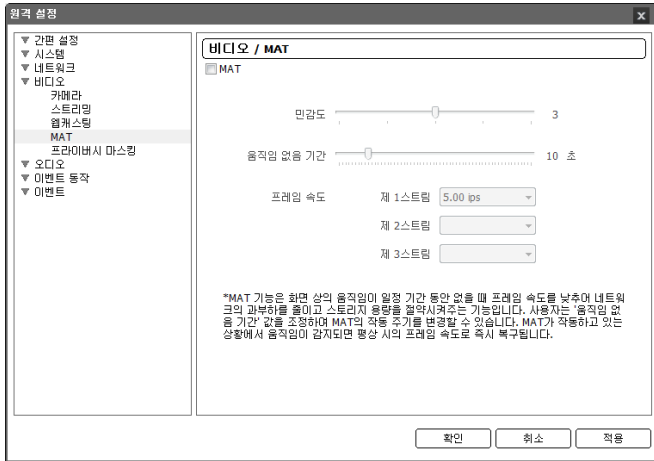 원격 설정
x
간편 설정
시스템
네트워크
비디오
카메라
스트리밍
웹캐스팅
MAT
프라이버시 마스킹
오디오
이벤트 동작
이벤트
비디오 / MAT
MAT
민감도 3
움직임 없음 기간 10 초
프레임 속도 제 1스트림 5.00 ips
제 2스트림
제 3스트림
*MAT 기능은 화면 상의 움직임이 일정 기간 동안 없을 때 프레임 속도를 낮추어 네트워
크의 과부하를 줄이고 스토리지 용량을 절약시켜주는 기능입니다. 사용자는 '움직임 없
음 기간' 값을 조정하여 MAT의 작동 주기를 변경할 수 있습니다. MAT가 작동하고 있는
상황에서 움직임이 감지되면 평상 시의 프레임 속도로 즉시 복구됩니다.
확인 취소 적용